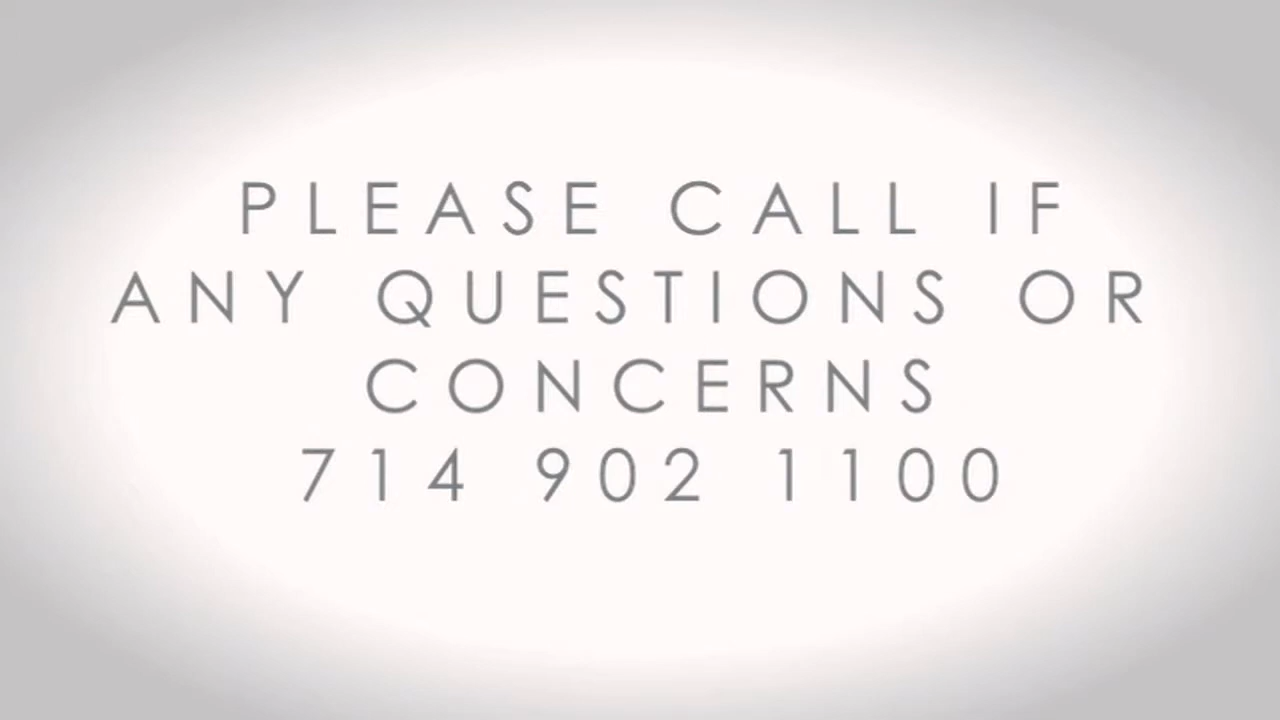 PLEASE CALL IF
ANY QUESTIONS OR
CONCERNS
714 902 1100